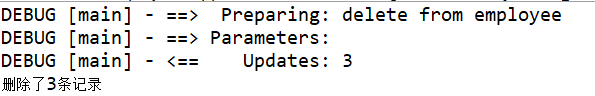 DEBUG [main] - ==>  Preparing: delete from employee
DEBUG [main] - ==> Parameters:
DEBUG [main] - <==    Updates: 3
删除了3条记录